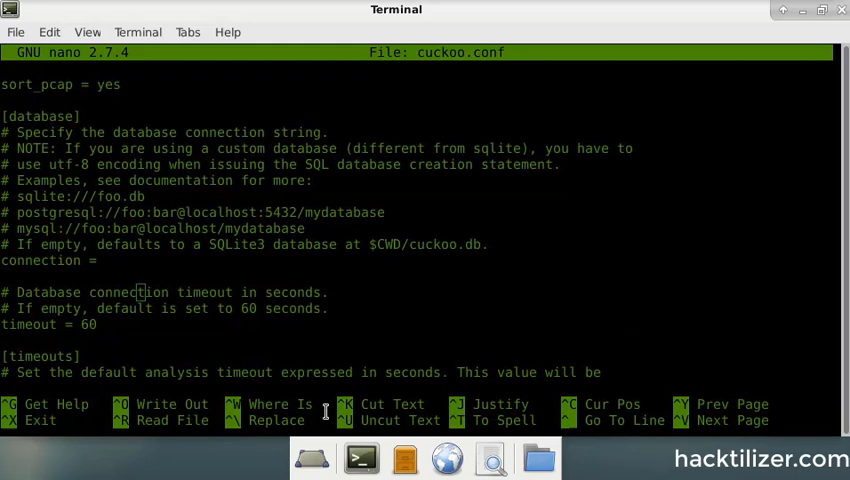 Terminal
File Edit View Terminal Tabs Help
GNU nano 2.7.4 File: cuckoo.conf
sort_pcap = yes
[database]
# Specify the database connection string.
# NOTE: If you are using a custom database (different from sqlite), you have to
# use utf-8 encoding when issuing the SQL database creation statement.
# Examples, see documentation for more:
# sqlite:///foo.db
# postgresql://foo:bar@localhost:5432/mydatabase
# mysql://foo:bar@localhost/mydatabase
# If empty, defaults to a SQLite3 database at $CWD/cuckoo.db.
connection =
# Database connection timeout in seconds.
# If empty, default is set to 60 seconds.
timeout = 60
[timeouts]
# Set the default analysis timeout expressed in seconds. This value will be
^G Get Help ^O Write Out ^W Where Is ^K Cut Text ^J Justify ^C Cur Pos ^Y Prev Page
^X Exit ^R Read File ^\ Replace ^U Uncut Text ^T To Spell ^_ Go To Line ^V Next Page
hacktilizer.com